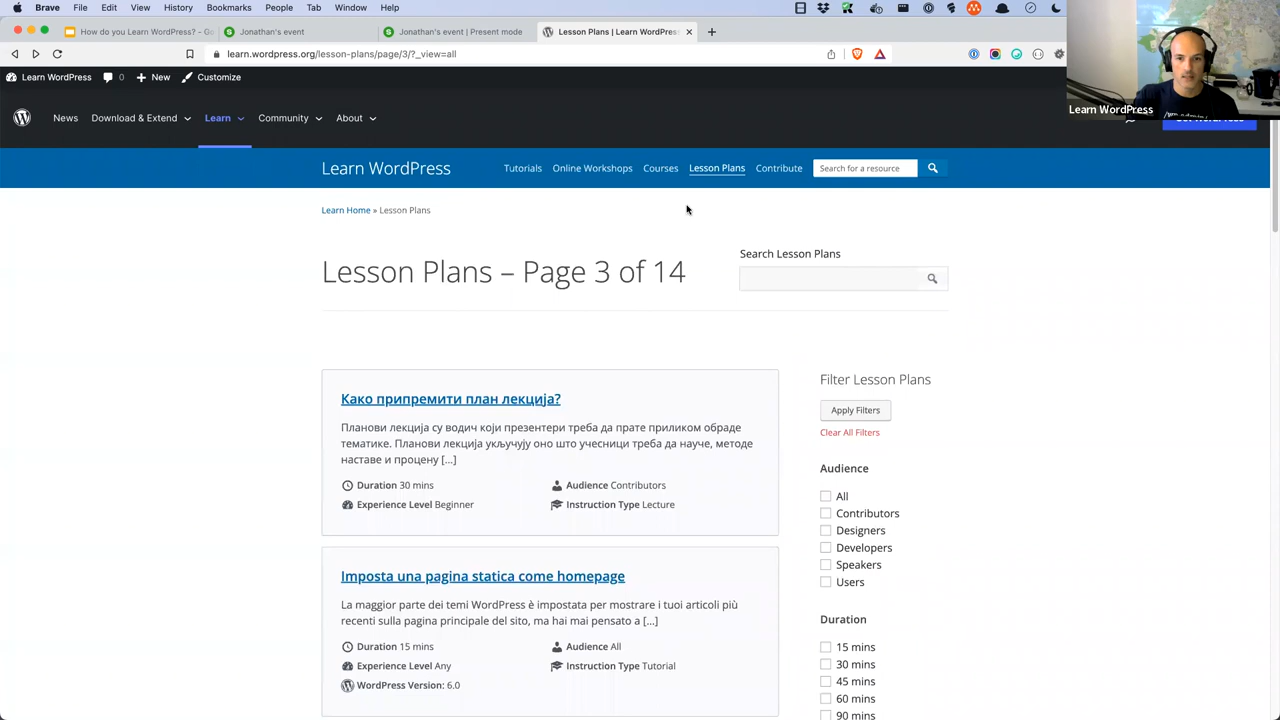 Brave File Edit View History Bookmarks People Tab Window Help
How do you Learn WordPress? - Go
Jonathan's event
Jonathan's event | Present mode
Lesson Plans | Learn WordPress
learn.wordpress.org/lesson-plans/page/3/?_view=all
Learn WordPress 0 New Customize
Learn WordPress
News Download & Extend Learn Community About
Learn WordPress
Tutorials Online Workshops Courses Lesson Plans Contribute Search for a resource
Learn Home » Lesson Plans
Lesson Plans – Page 3 of 14
Search Lesson Plans
Како припремити план лекција?
Планови лекција су водич који презентери треба да прате приликом обраде
тематике. Планови лекција укључују оно што учесници треба да науче, методе
наставе и процену [...]
Duration 30 mins
Audience Contributors
Experience Level Beginner
Instruction Type Lecture
Imposta una pagina statica come homepage
La maggior parte dei temi WordPress è impostata per mostrare i tuoi articoli più
recenti sulla pagina principale del sito, ma hai mai pensato a [...]
Duration 15 mins
Audience All
Experience Level Any
Instruction Type Tutorial
WordPress Version: 6.0
Filter Lesson Plans
Apply Filters
Clear All Filters
Audience
All
Contributors
Designers
Developers
Speakers
Users
Duration
15 mins
30 mins
45 mins
60 mins
90 mins